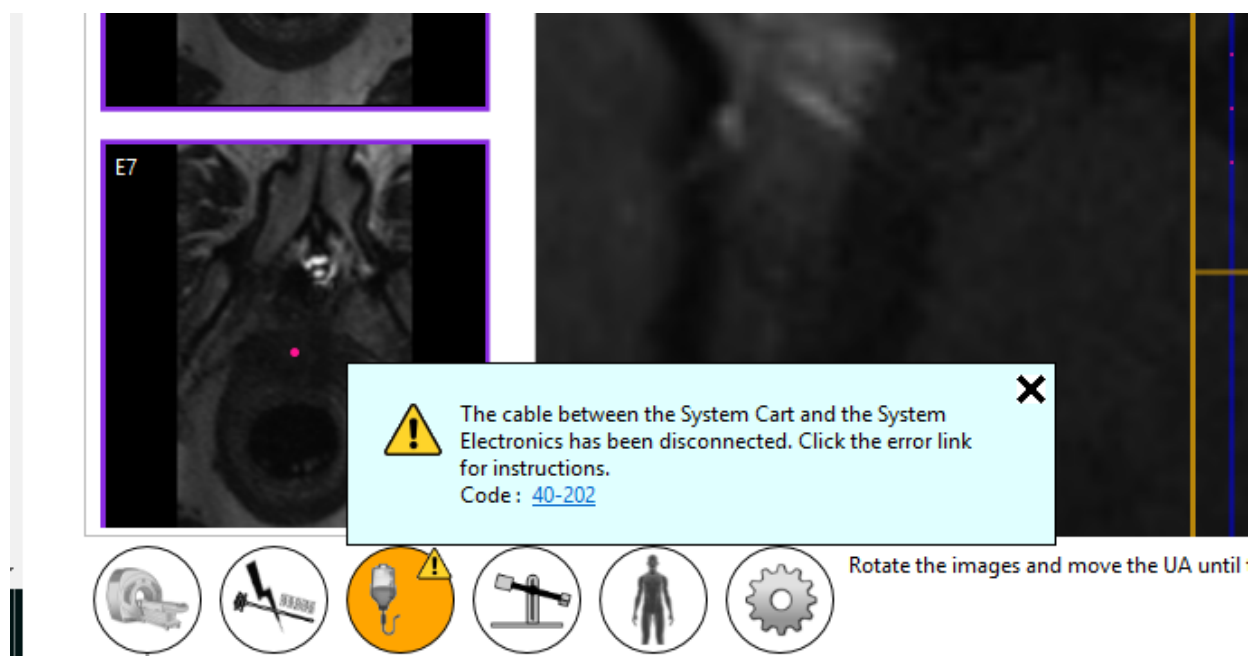 E7
The cable between the System Cart and the System
Electronics has been disconnected. Click the error link
for instructions.
Code : 40-202
Rotate the images and move the UA until